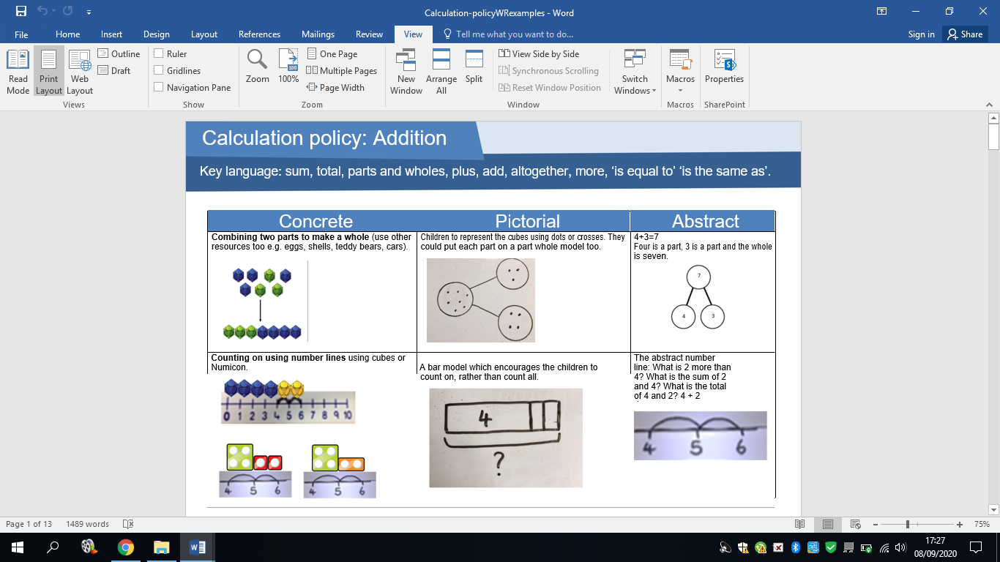 Calculation-policyWRexamples - Word
File Home Insert Design Layout References Mailings Review View Tell me what you want to do... Sign in Share
Read Mode
Print Layout
Web Layout
Outline
Draft
Views
Ruler
Gridlines
Navigation Pane
Show
Zoom
100
100%
One Page
Multiple Pages
Page Width
Zoom
New Window
Arrange All
Split
View Side by Side
Synchronous Scrolling
Reset Window Position
Window
Switch Windows
Macros
Macros
Properties
SharePoint
Calculation policy: Addition
Key language: sum, total, parts and wholes, plus, add, altogether, more, ‘is equal to’ ‘is the same as’.
Concrete Pictorial Abstract
Combining two parts to make a whole (use other
resources too e.g. eggs, shells, teddy bears, cars).
Children to represent the cubes using dots or crosses. They
could put each part on a part whole model too.
4+3=7
Four is a part, 3 is a part and the whole
is seven.
7
4 3
Counting on using number lines using cubes or
Numicon.
0 1 2 3 4 5 6 7 8 9 10
4 5 6
4 5 6
A bar model which encourages the children to
count on, rather than count all.
4
?
The abstract number
line: What is 2 more than
4? What is the sum of 2
and 4? What is the total
of 4 and 2? 4 + 2
4 5 6
Page 1 of 13 1489 words 75%
17:27
08/09/2020